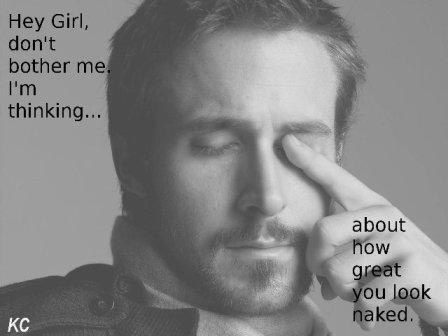 Hey Girl,
don't
bother me.
I'm
thinking...
about
how
great
you look
naked.
KC